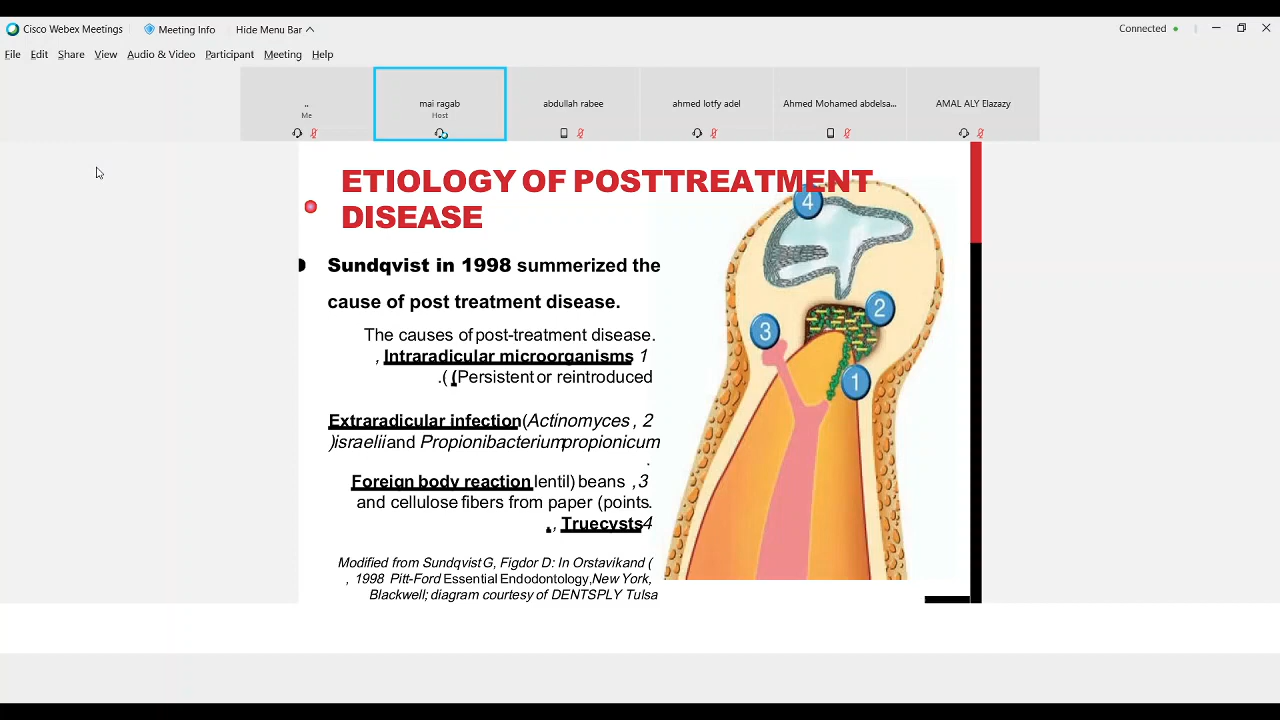 Cisco Webex Meetings
Meeting Info
Hide Menu Bar
Connected
File Edit Share View Audio & Video Participant Meeting Help
..
Me
mai ragab
Host
abdullah rabee
ahmed lotfy adel
Ahmed Mohamed abdelsa...
AMAL ALY Elazazy
ETIOLOGY OF POSTTREATMENT
DISEASE
Sundqvist in 1998 summerized the
cause of post treatment disease.
The causes of post-treatment disease.
, Intraradicular microorganisms 1
.( (Persistent or reintroduced
Extraradicular infection (Actinomyces , 2
)israelii and Propionibacterium propionicum
.
Foreign body reaction lentil) beans ,3
and cellulose fibers from paper (points.
., True cysts 4
Modified from Sundqvist G, Figdor D: In Orstavik and (
, 1998 Pitt-Ford Essential Endodontology, New York,
Blackwell; diagram courtesy of DENTSPLY Tulsa
4
2
3
1